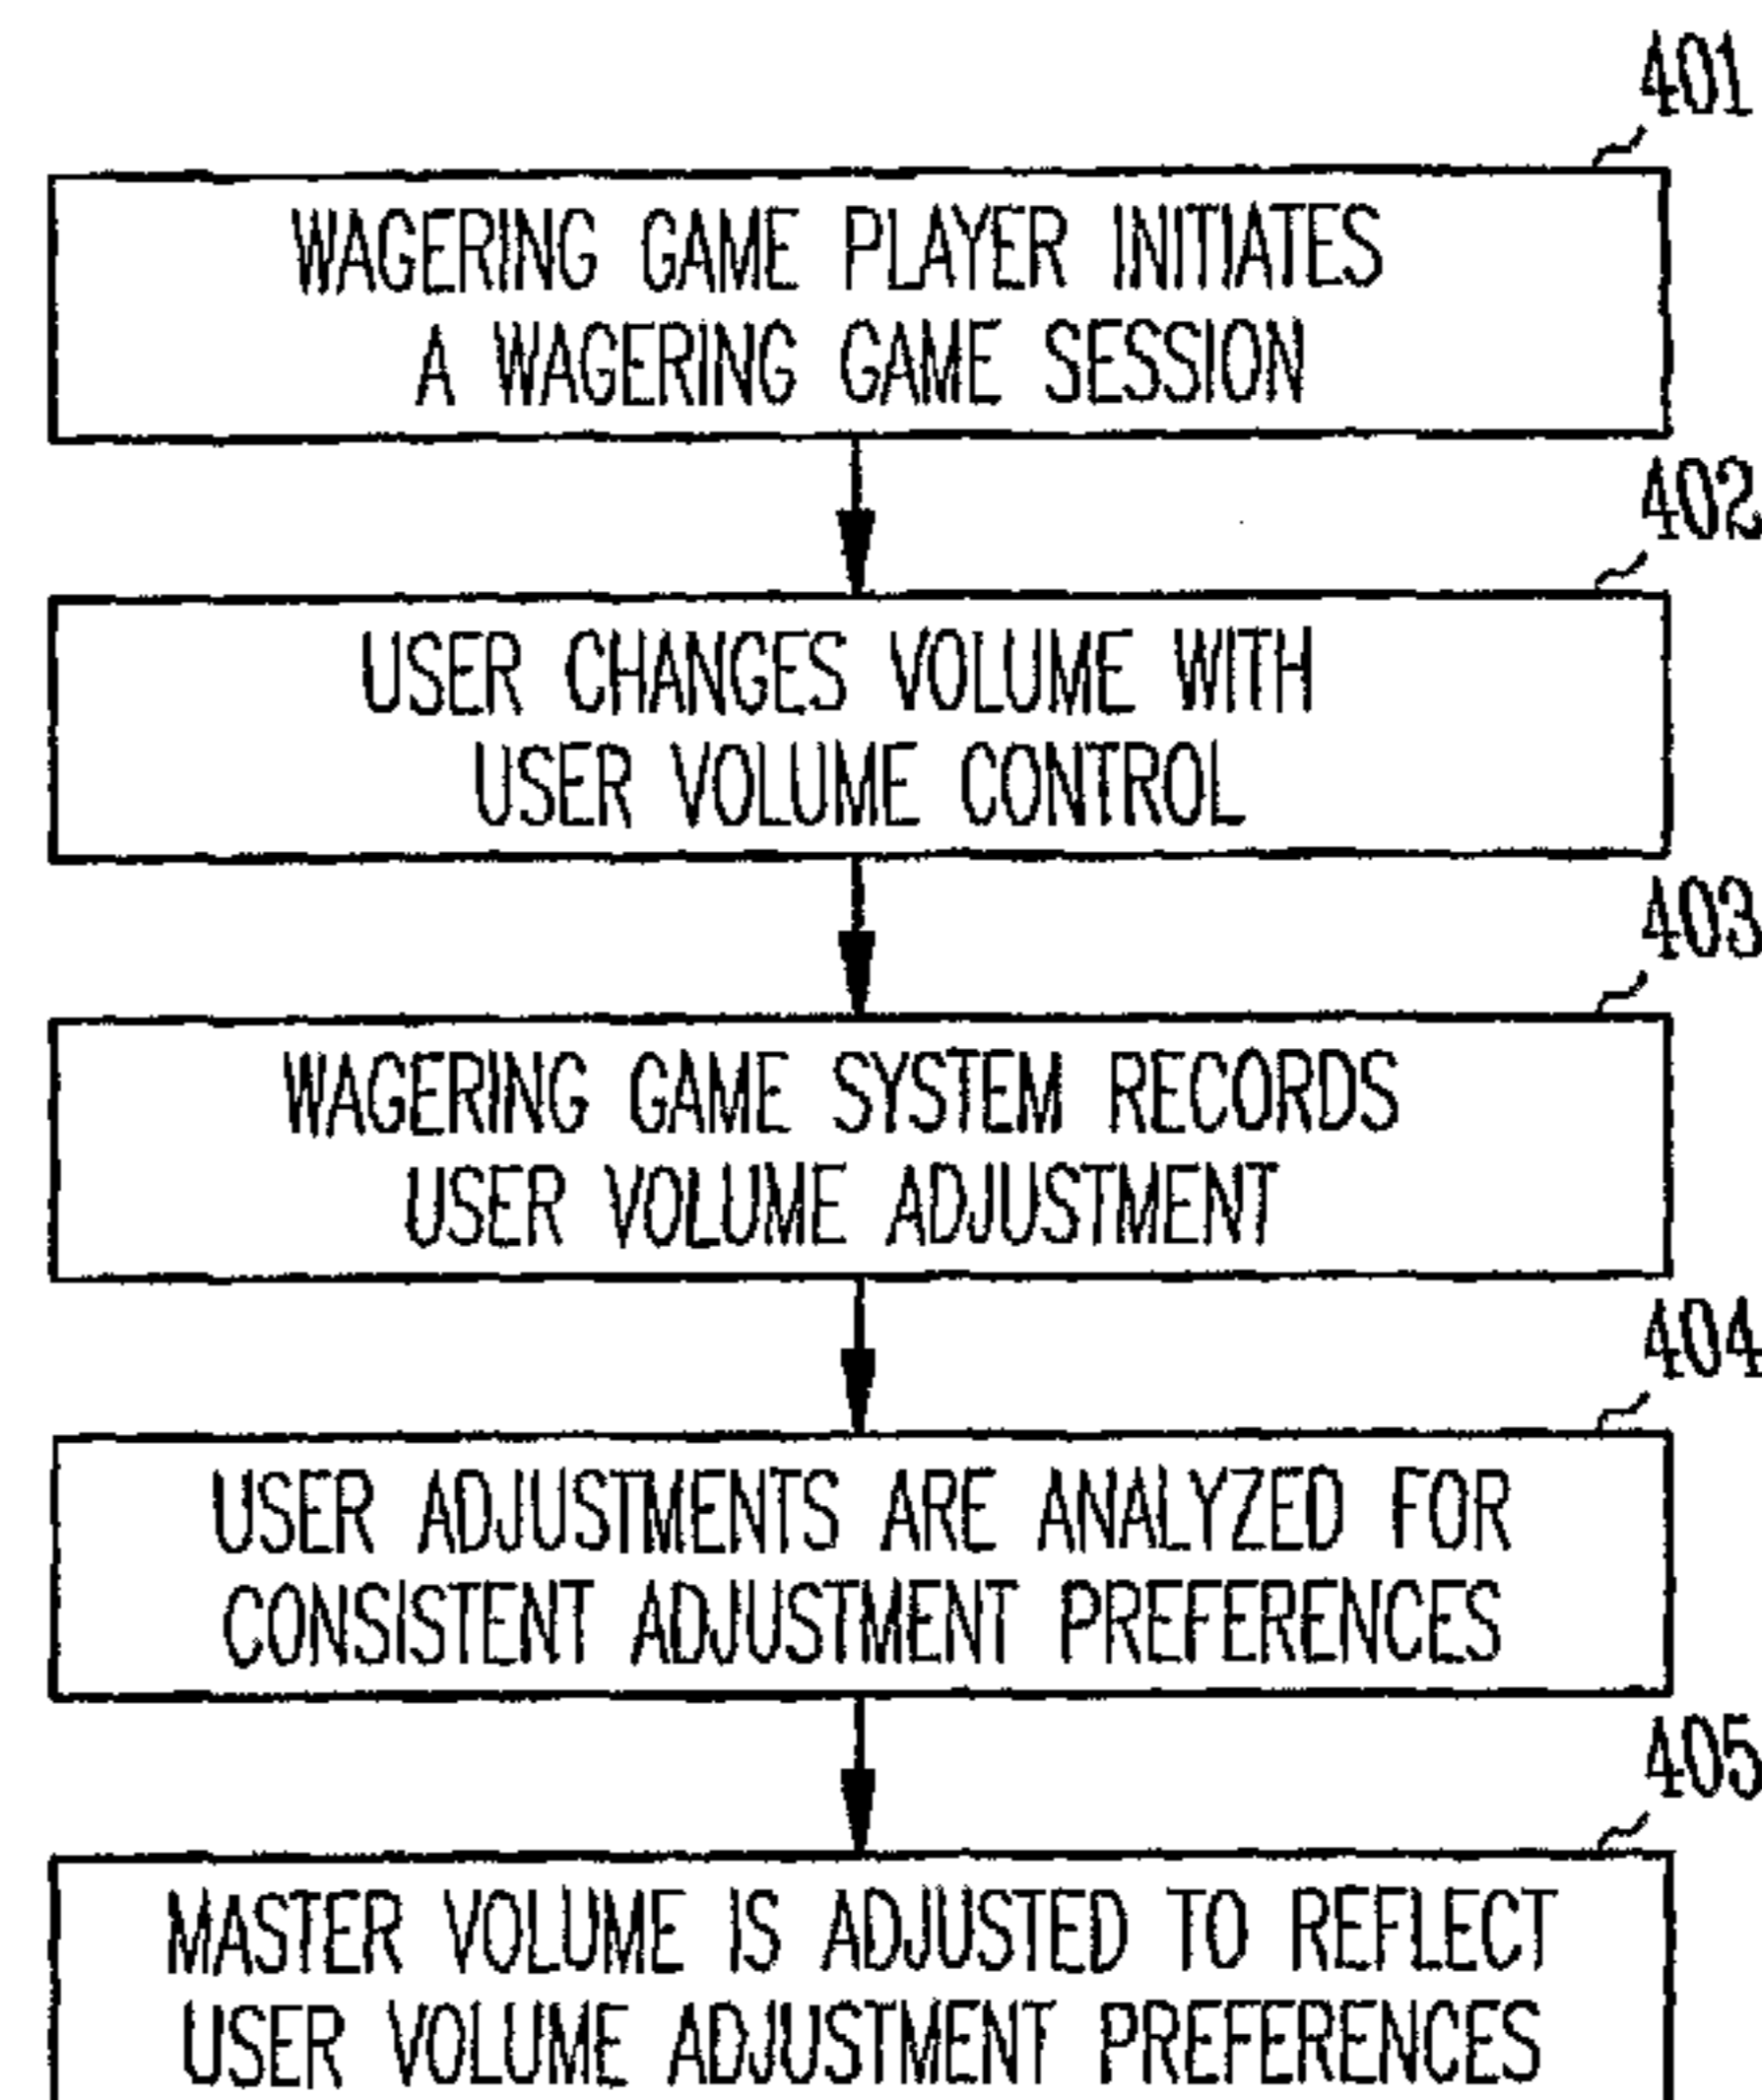 401
WAGERING GAME PLAYER INITIATES
A WAGERING GAME SESSION
402
USER CHANGES VOLUME WITH
USER VOLUME CONTROL
403
WAGERING GAME SYSTEM RECORDS
USER VOLUME ADJUSTMENT
404
USER ADJUSTMENTS ARE ANALYZED FOR
CONSISTENT ADJUSTMENT PREFERENCES
405
MASTER VOLUME IS ADJUSTED TO REFLECT
USER VOLUME ADJUSTMENT PREFERENCES